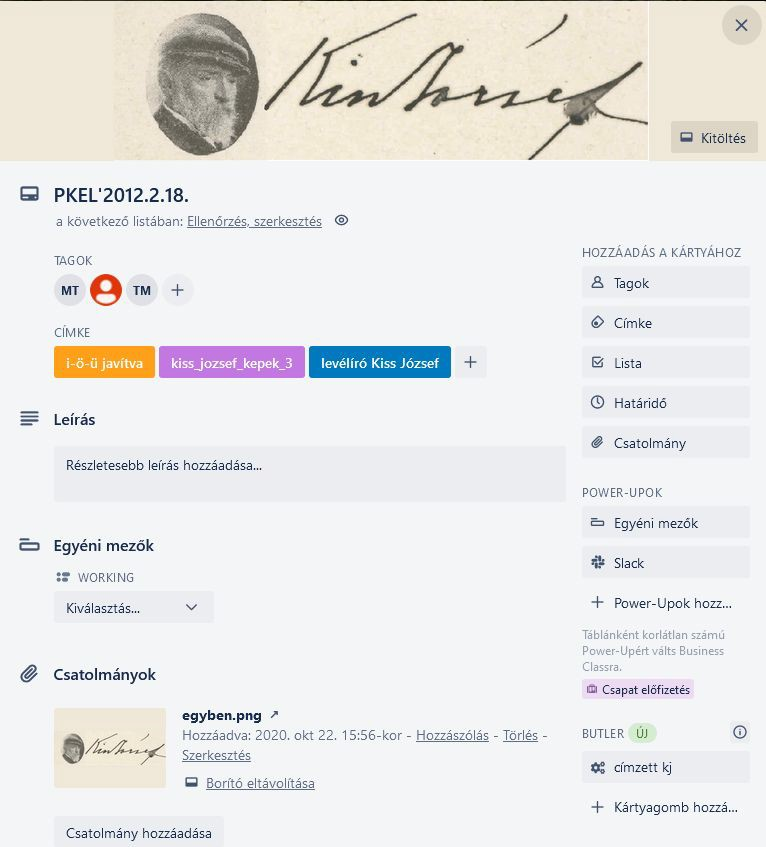 Kiss József
Kitöltés
PKEL'2012.2.18.
a következő listában: Ellenőrzés, szerkesztés
TAGOK
MT
TM
CÍMKE
i-ö-ü javítva
kiss_jozsef_kepek_3
levélíró Kiss József
Leírás
Részletesebb leírás hozzáadása...
Egyéni mezők
WORKING
Kiválasztás...
Csatolmányok
egyben.png
Hozzáadva: 2020. okt 22. 15:56-kor - Hozzászólás - Törlés -
Szerkesztés
Borító eltávolítása
Csatolmány hozzáadása
HOZZÁADÁS A KÁRTYÁHOZ
Tagok
Címke
Lista
Határidő
Csatolmány
POWER-UPOK
Egyéni mezők
Slack
Power-Upok hozz...
Táblánként korlátlan számú
Power-Upért válts Business
Classra.
Csapat előfizetés
BUTLER ÚJ
címzett kj
Kártyagomb hozzá...